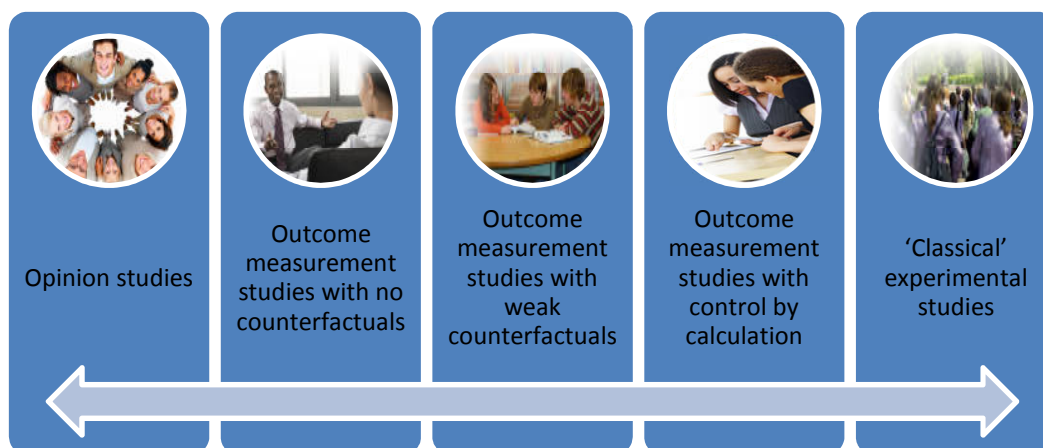 Opinion studies
Outcome
measurement
studies with no
counterfactuals
Outcome
measurement
studies with
weak
counterfactuals
Outcome
measurement
studies with
control by
calculation
‘Classical’
experimental
studies